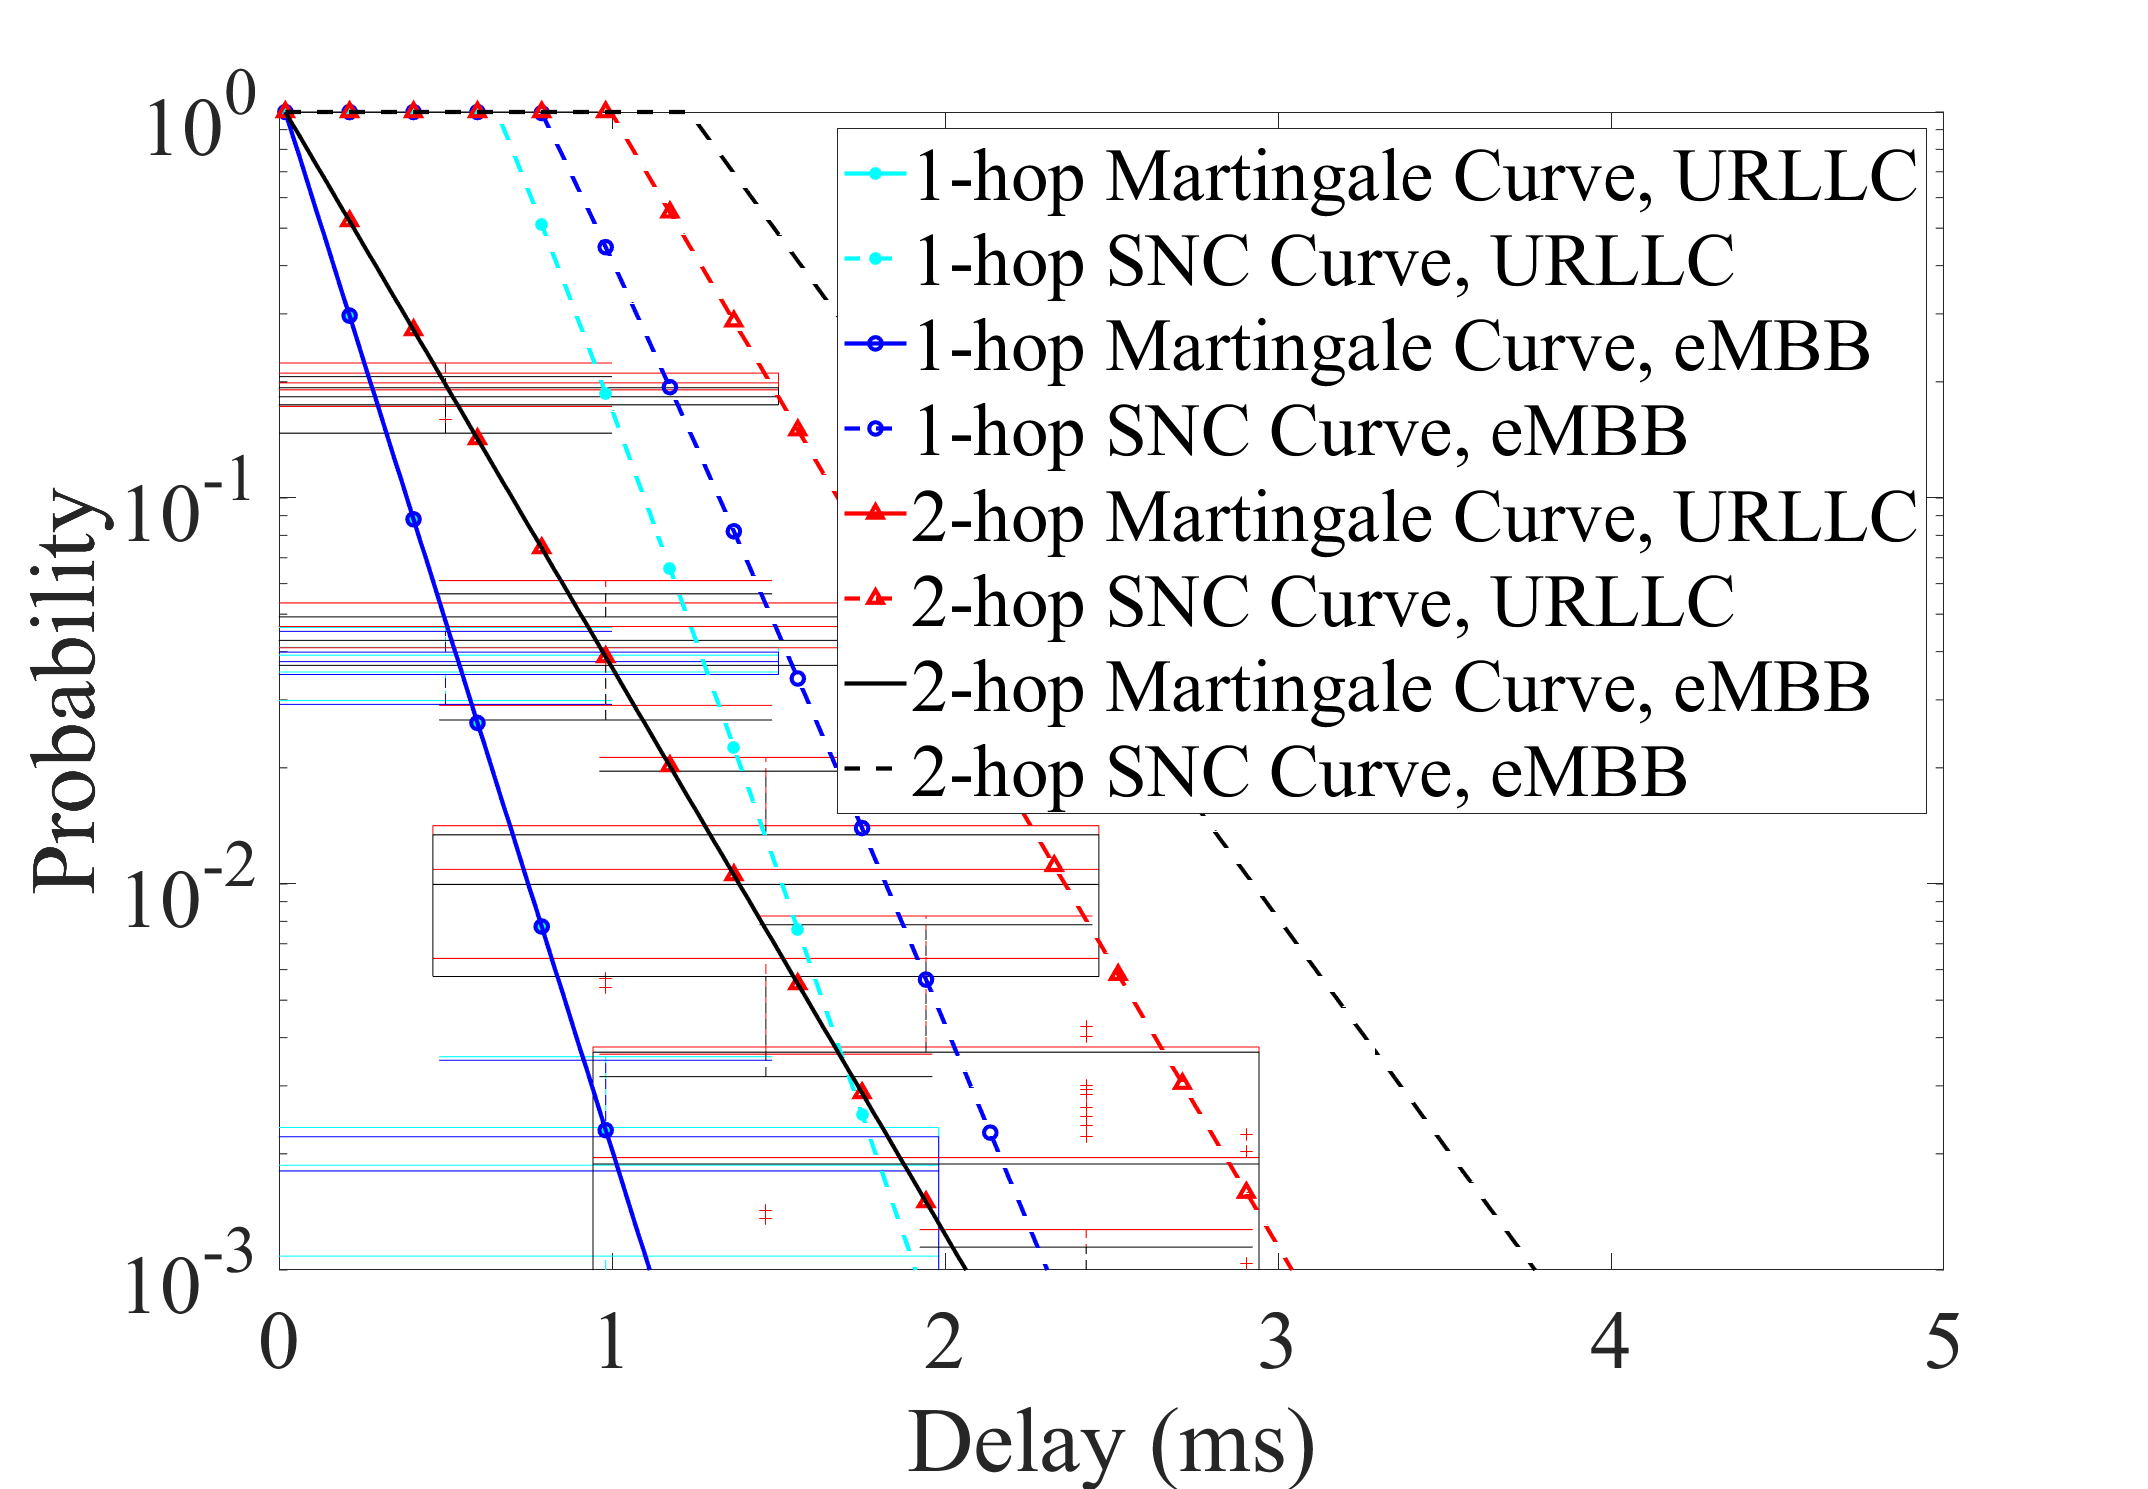 10^0
10^-1
10^-2
10^-3
Probability
1-hop Martingale Curve, URLLC
1-hop SNC Curve, URLLC
1-hop Martingale Curve, eMBB
1-hop SNC Curve, eMBB
2-hop Martingale Curve, URLLC
2-hop SNC Curve, URLLC
2-hop Martingale Curve, eMBB
2-hop SNC Curve, eMBB
0 1 2 3 4 5
Delay (ms)